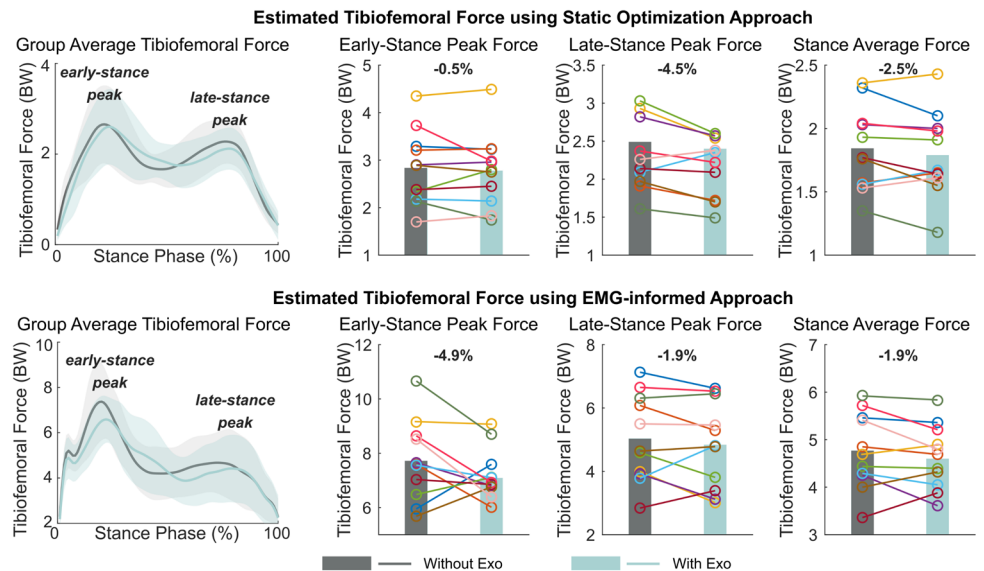 Estimated Tibiofemoral Force using Static Optimization Approach
Group Average Tibiofemoral Force
Tibiofemoral Force (BW)
4
2
0
early-stance
peak
late-stance
peak
0
Stance Phase (%)
100
Early-Stance Peak Force
-0.5%
Tibiofemoral Force (BW)
5
4
3
2
1
Late-Stance Peak Force
-4.5%
Tibiofemoral Force (BW)
3.5
3
2.5
2
1.5
1
Stance Average Force
-2.5%
Tibiofemoral Force (BW)
2.5
2
1.5
1
Estimated Tibiofemoral Force using EMG-informed Approach
Group Average Tibiofemoral Force
Tibiofemoral Force (BW)
10
8
6
4
2
early-stance
peak
late-stance
peak
0
Stance Phase (%)
100
Early-Stance Peak Force
-4.9%
Tibiofemoral Force (BW)
12
10
8
6
Late-Stance Peak Force
-1.9%
Tibiofemoral Force (BW)
8
6
4
2
Stance Average Force
-1.9%
Tibiofemoral Force (BW)
7
6
5
4
3
Without Exo
With Exo